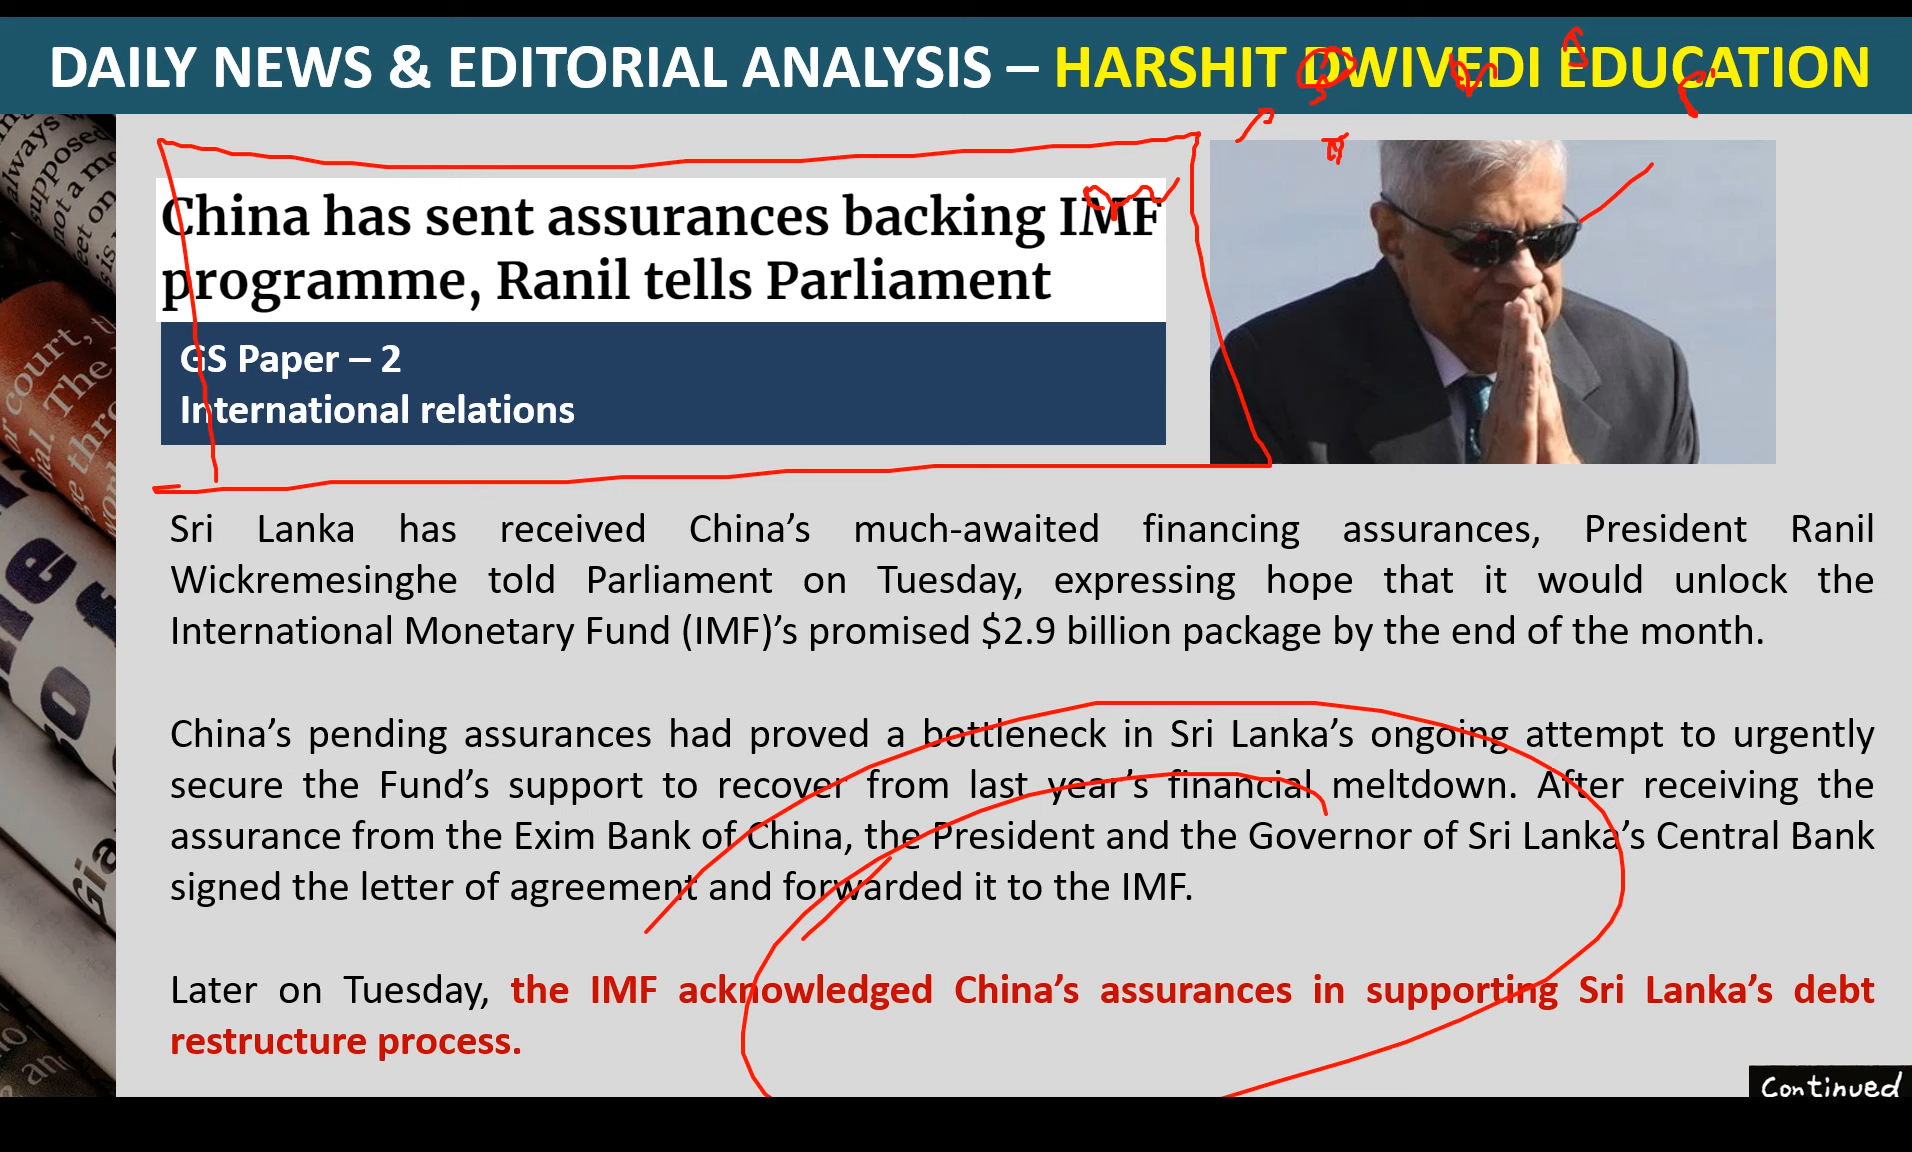 DAILY NEWS & EDITORIAL ANALYSIS – HARSHIT DWIVEDI EDUCATION
China has sent assurances backing IMF
programme, Ranil tells Parliament
GS Paper – 2
International relations
Sri Lanka has received China’s much-awaited financing assurances, President Ranil
Wickremesinghe told Parliament on Tuesday, expressing hope that it would unlock the
International Monetary Fund (IMF)’s promised $2.9 billion package by the end of the month.
China’s pending assurances had proved a bottleneck in Sri Lanka’s ongoing attempt to urgently
secure the Fund’s support to recover from last year’s financial meltdown. After receiving the
assurance from the Exim Bank of China, the President and the Governor of Sri Lanka’s Central Bank
signed the letter of agreement and forwarded it to the IMF.
Later on Tuesday, the IMF acknowledged China’s assurances in supporting Sri Lanka’s debt
restructure process.
Continued
always
supposed
not a
court,
The